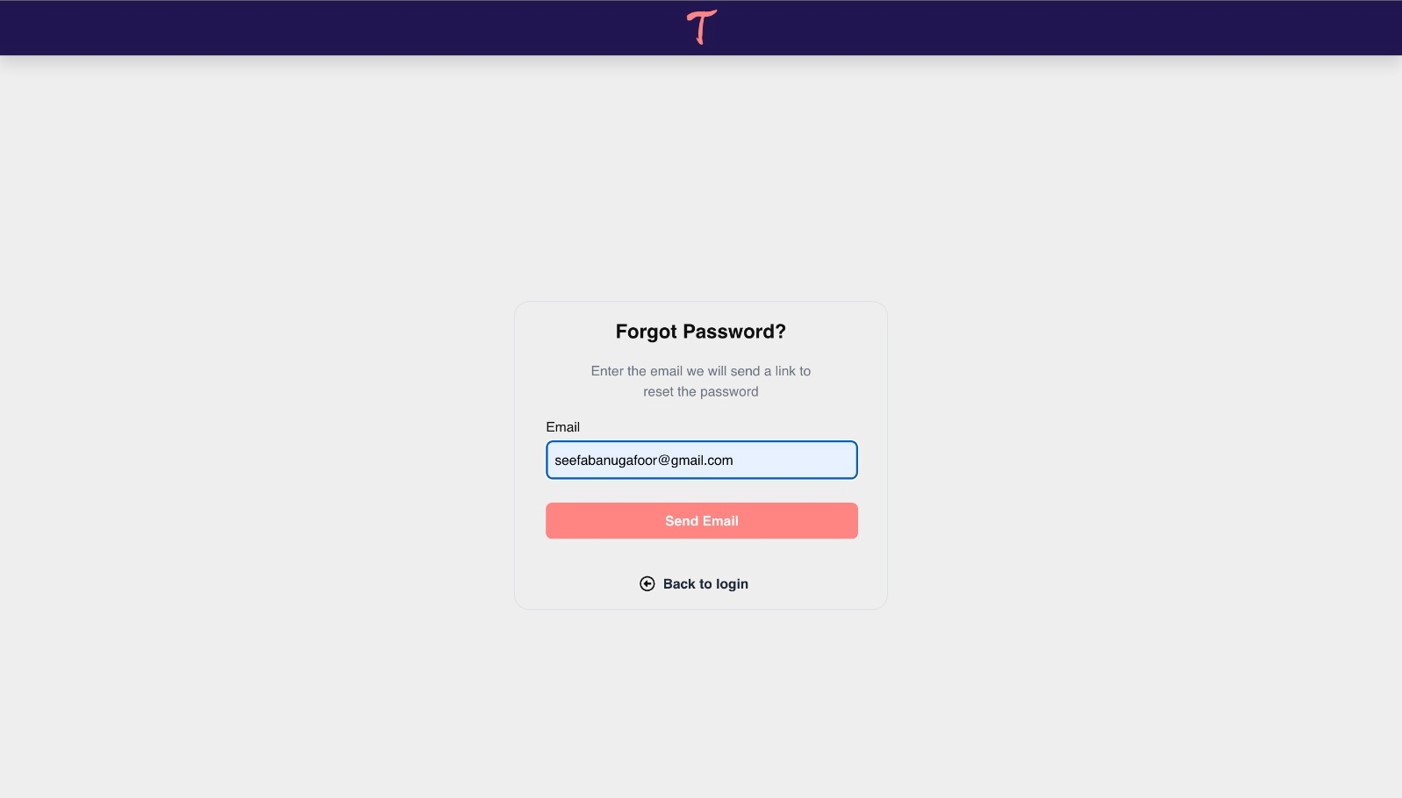 T
Forgot Password?
Enter the email we will send a link to
reset the password
Email
seefabanugafoor@gmail.com
Send Email
Back to login